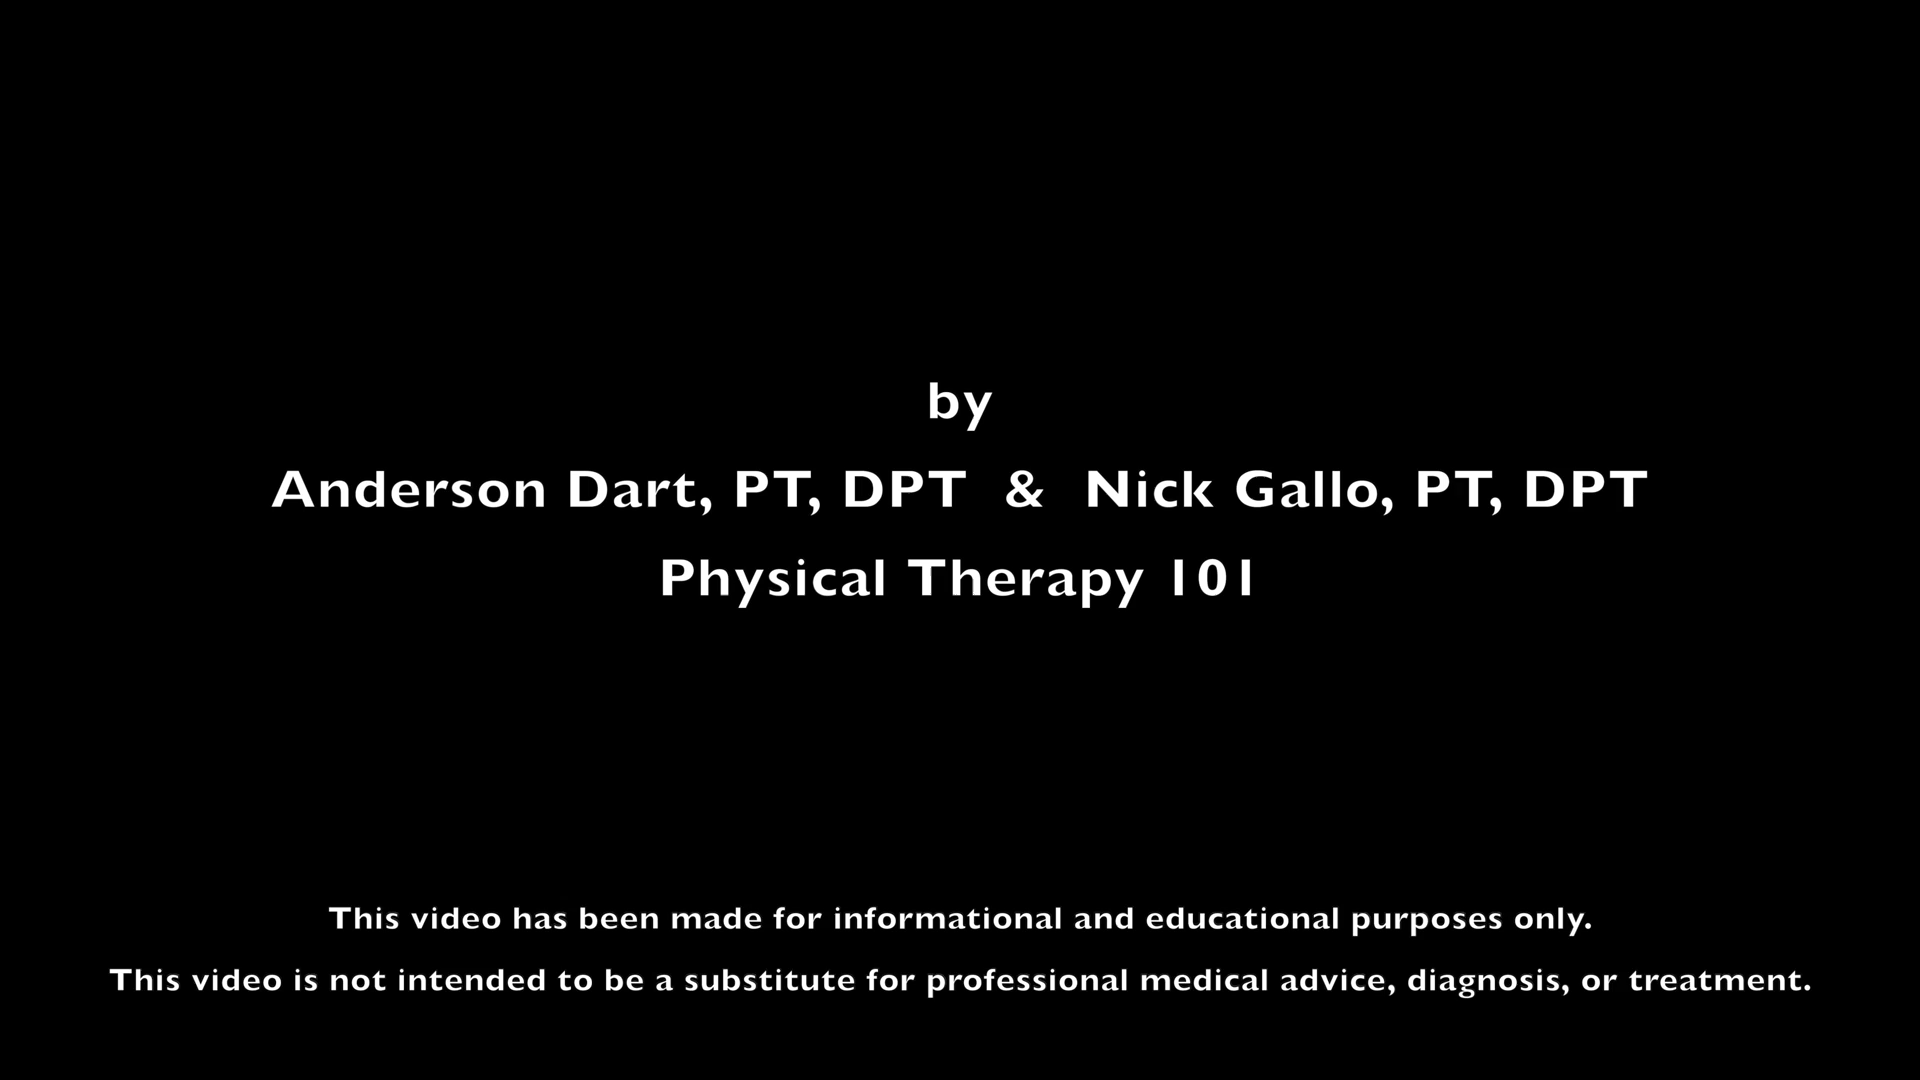 by
Anderson Dart, PT, DPT & Nick Gallo, PT, DPT
Physical Therapy 101
This video has been made for informational and educational purposes only.
This video is not intended to be a substitute for professional medical advice, diagnosis, or treatment.